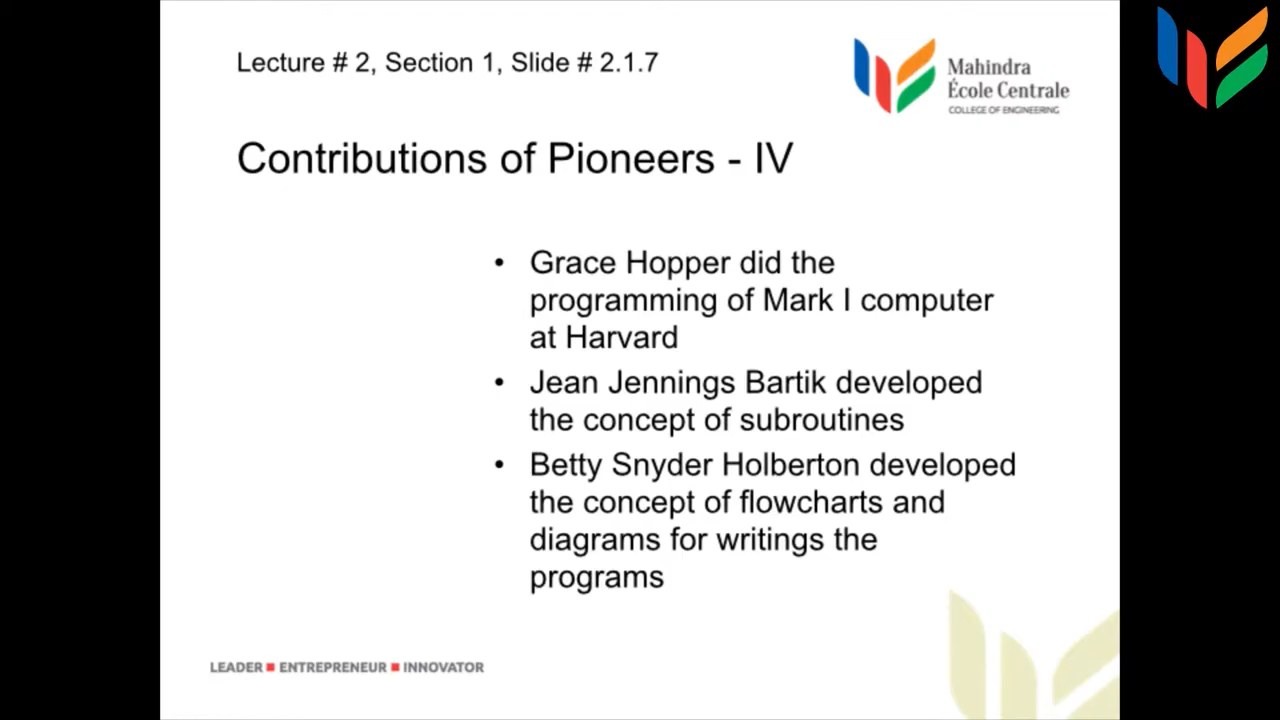 Lecture # 2, Section 1, Slide # 2.1.7
Mahindra
École Centrale
COLLEGE OF ENGINEERING
Contributions of Pioneers - IV
• Grace Hopper did the
programming of Mark I computer
at Harvard
• Jean Jennings Bartik developed
the concept of subroutines
• Betty Snyder Holberton developed
the concept of flowcharts and
diagrams for writings the
programs
LEADER ■ ENTREPRENEUR ■ INNOVATOR